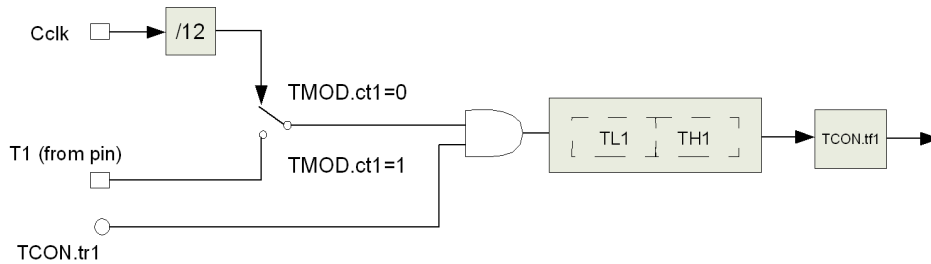 Cclk
/12
TMOD.ct1=0
T1 (from pin)
TMOD.ct1=1
TL1
TH1
TCON.tf1
TCON.tr1